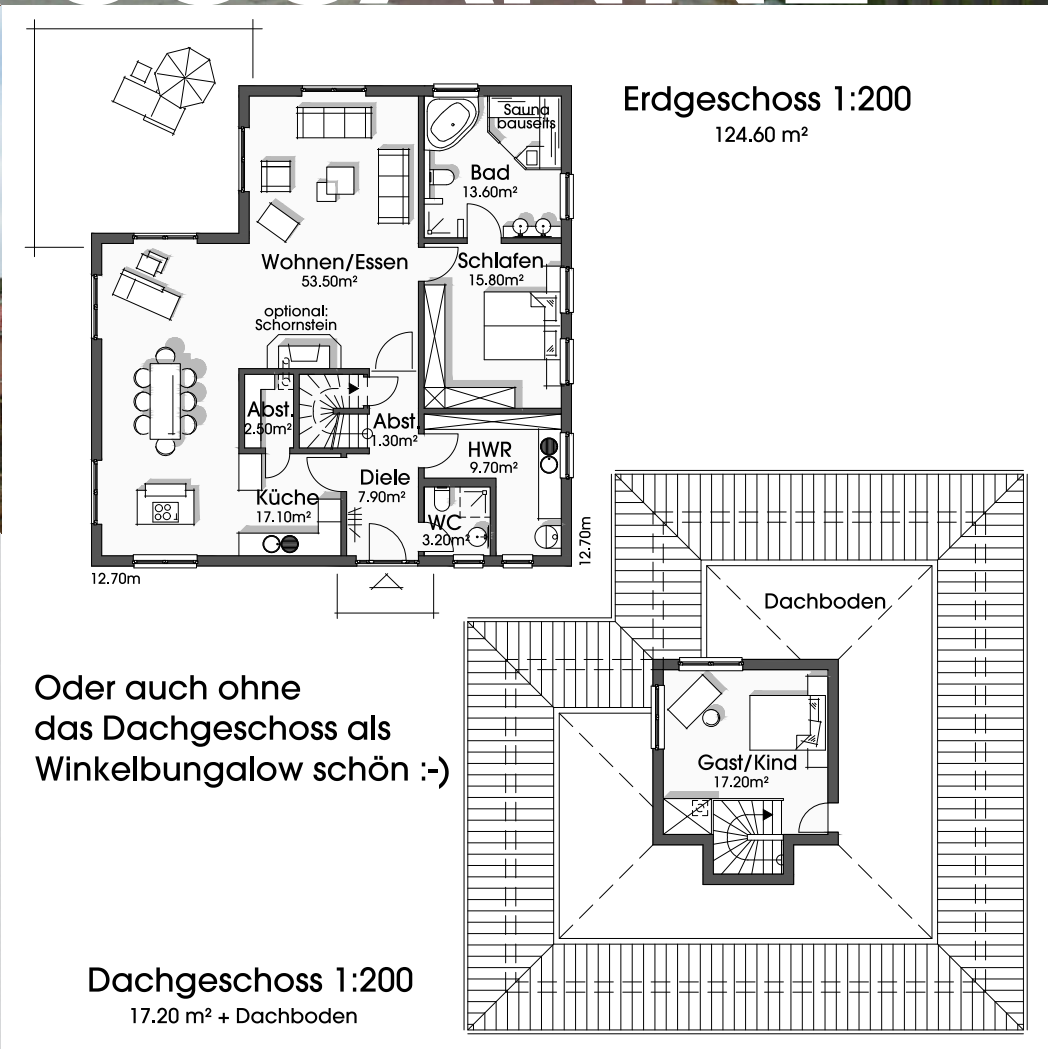 Erdgeschoss 1:200
124.60 m²
Sauna
bauseits
Bad
13.60m²
Wohnen/Essen
53.50m²
Schlafen
15.80m²
optional:
Schornstein
Abst.
2.50m²
Abst.
1.30m²
HWR
9.70m²
Diele
7.90m²
Küche
17.10m²
WC
3.20m²
12.70m
12.70m
Oder auch ohne
das Dachgeschoss als
Winkelbungalow schön :-)
Dachboden
Gast/Kind
17.20m²
Dachgeschoss 1:200
17.20 m² + Dachboden